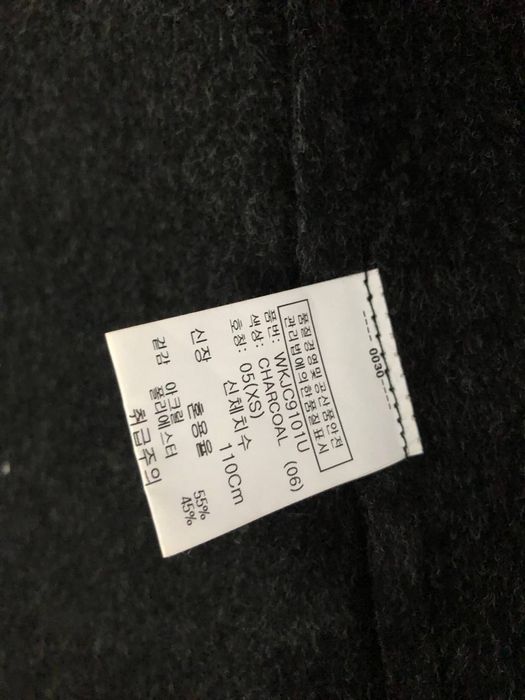 0030
품질경영및공산품안전
관리법에의한품질표시
품번: WKJC9101U
색상: CHARCOAL (06)
호칭: 05(XS)
신체치수
신장 110Cm
혼용율
겉감 아크릴 55%
폴리에스터 45%
취급주의